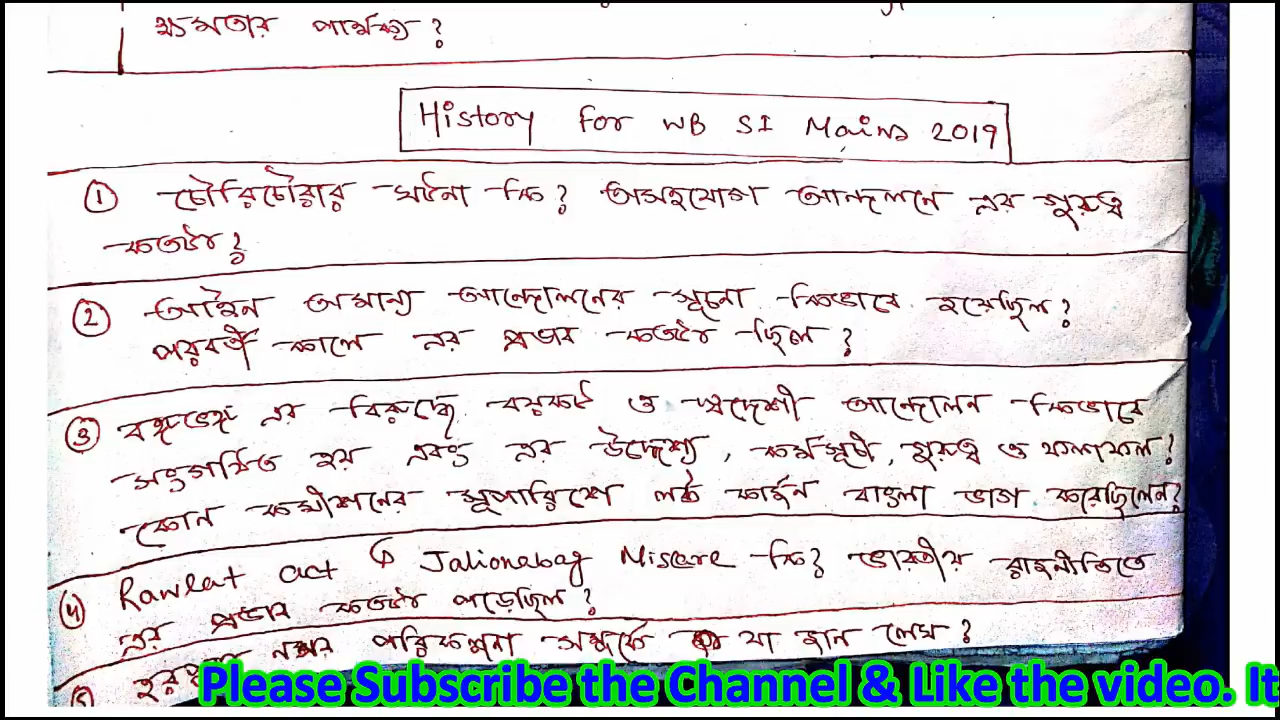 ক্ষমতার পার্থক্য ?
History for WB SI Mains 2019
① চৌরিচৌরার ঘটনা কি? অসহযোগ আন্দোলনে এর গুরুত্ব
কতটা?
② আইন অমান্য আন্দোলনের সূচনা কিভাবে হয়েছিল?
পরবর্তী কালে এর প্রভাব কতটা ছিল ?
③ বঙ্গভঙ্গ এর বিরুদ্ধে বয়কট ও স্বদেশী আন্দোলন কিভাবে
সংগঠিত হয় এবং এর উদ্দেশ্য, কর্মসূচী, গুরুত্ব ও ফলাফল?
কোন কমীশনের সুপারিশে লর্ড কার্জন বাংলা ভাগ করেছিলেন?
④ Rawlat act ও Jalionabag Niscere কি? ভারতীয় রাজনীতিতে
এর প্রভাব কতটা পড়েছিল ?
পরিকল্পনা সম্পর্কে যা জান লেখ ?
Please Subscribe the Channel & Like the video. It